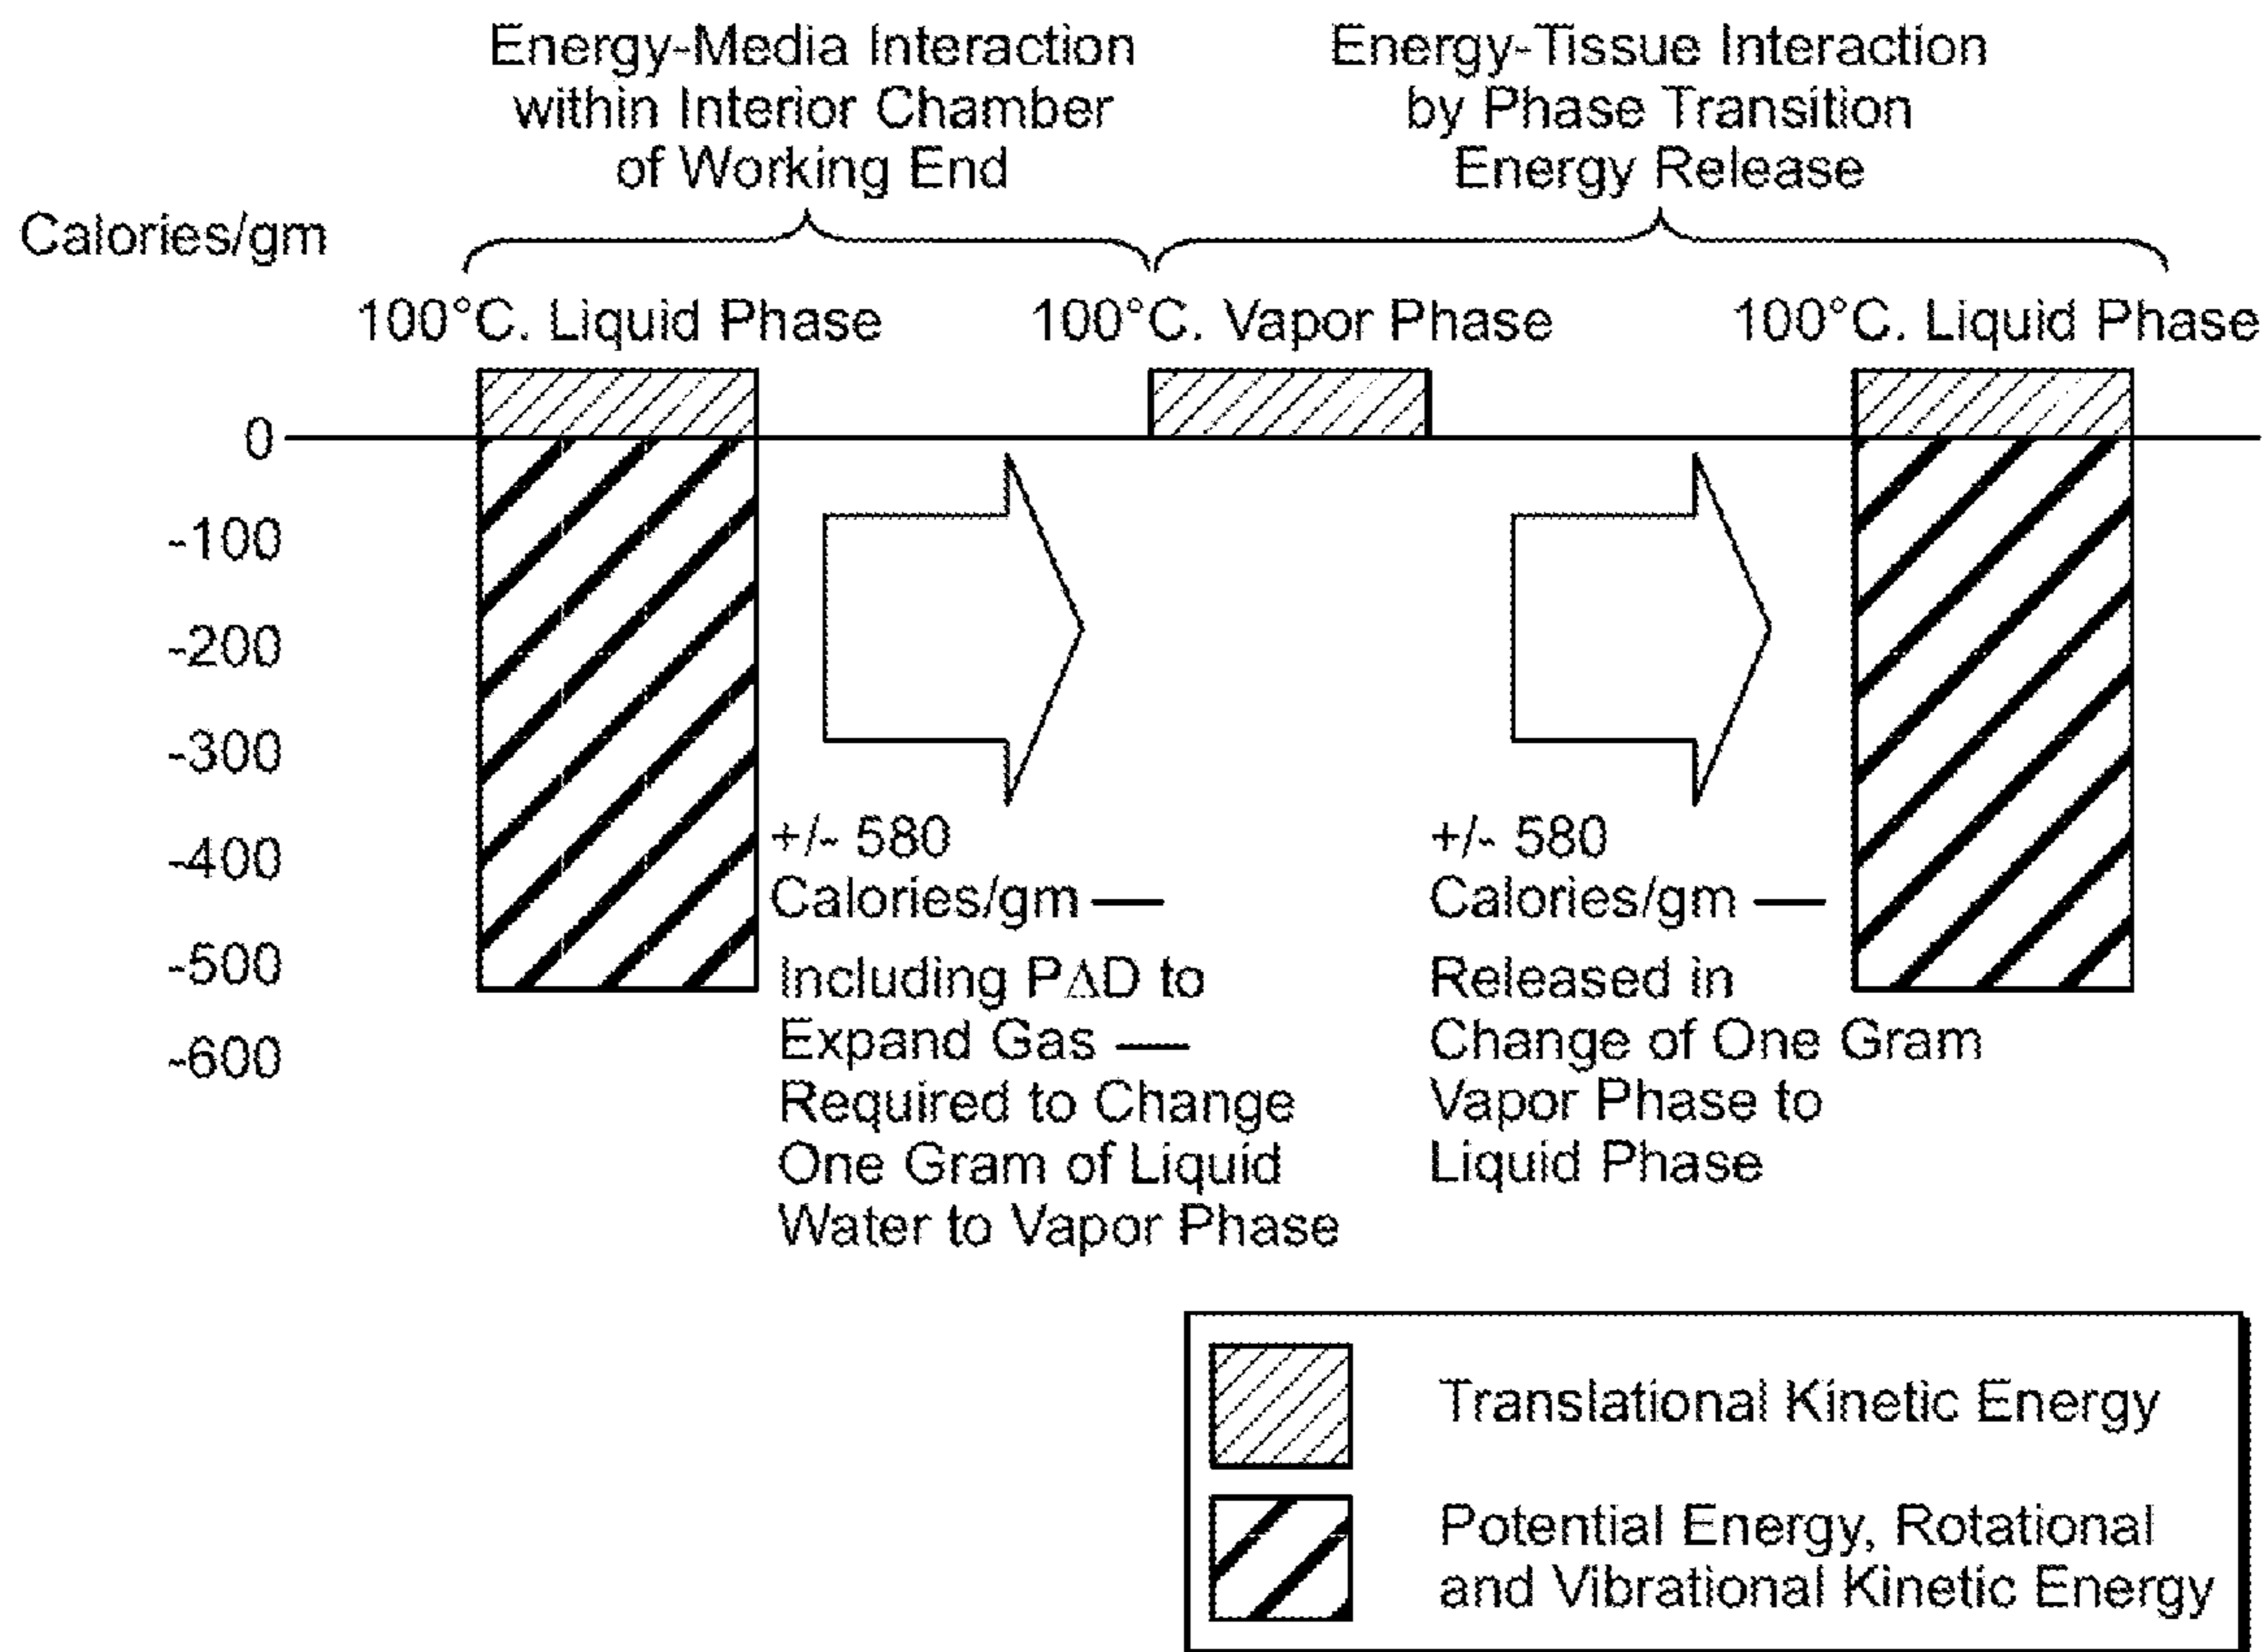 Energy-Media Interaction
within Interior Chamber
of Working End
Energy-Tissue Interaction
by Phase Transition
Energy Release
Calories/gm
100°C. Liquid Phase
100°C. Vapor Phase
100°C. Liquid Phase
0
-100
-200
-300
-400
-500
-600
+/- 580
Calories/gm —
Including PΔD to
Expand Gas —
Required to Change
One Gram of Liquid
Water to Vapor Phase
+/- 580
Calories/gm —
Released in
Change of One Gram
Vapor Phase to
Liquid Phase
Translational Kinetic Energy
Potential Energy, Rotational
and Vibrational Kinetic Energy